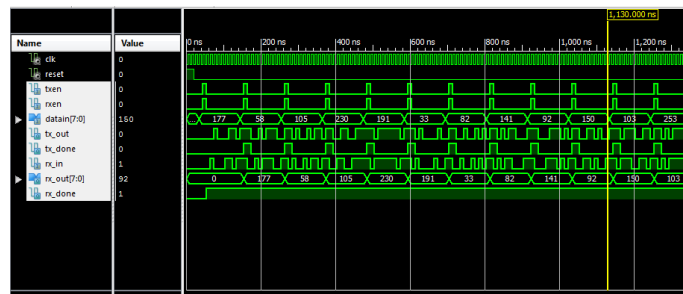 1,130.000 ns
Name Value 0 ns 200 ns 400 ns 600 ns 800 ns 1,000 ns 1,200 ns
clk 0
reset 0
txen 0
rxen 0
datain[7:0] 150 ... 177 58 105 230 191 33 82 141 92 150 103 253
tx_out 0
tx_done 0
rx_in 1
rx_out[7:0] 92 0 177 58 105 230 191 33 82 141 92 150 103
rx_done 1